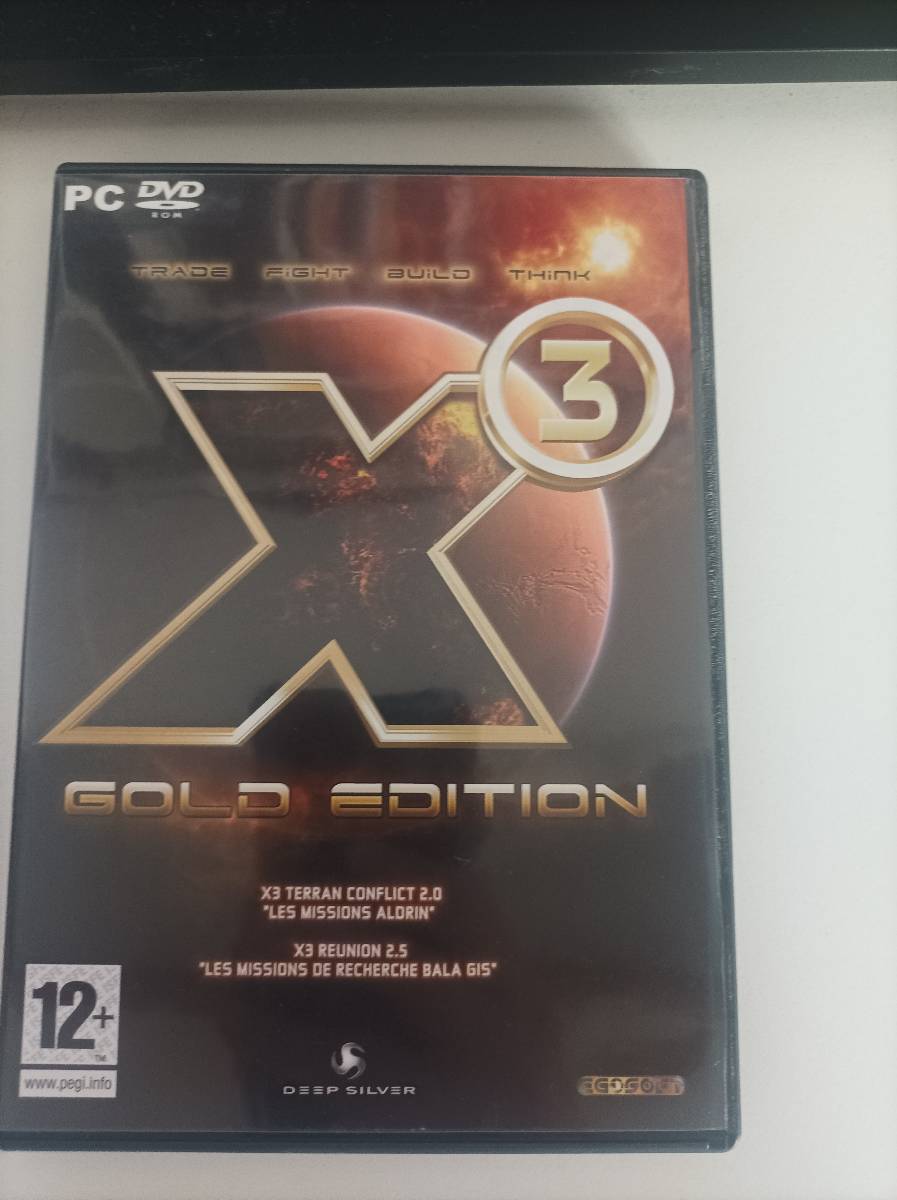 PC DVD
ROM
TRADE FIGHT BUILD THINK
X3
GOLD EDITION
X3 TERRAN CONFLICT 2.0
"LES MISSIONS ALDRIN"
X3 REUNION 2.5
"LES MISSIONS DE RECHERCHE BALA GIS"
12+
TM
www.pegi.info
DEEP SILVER
EGOSOFT